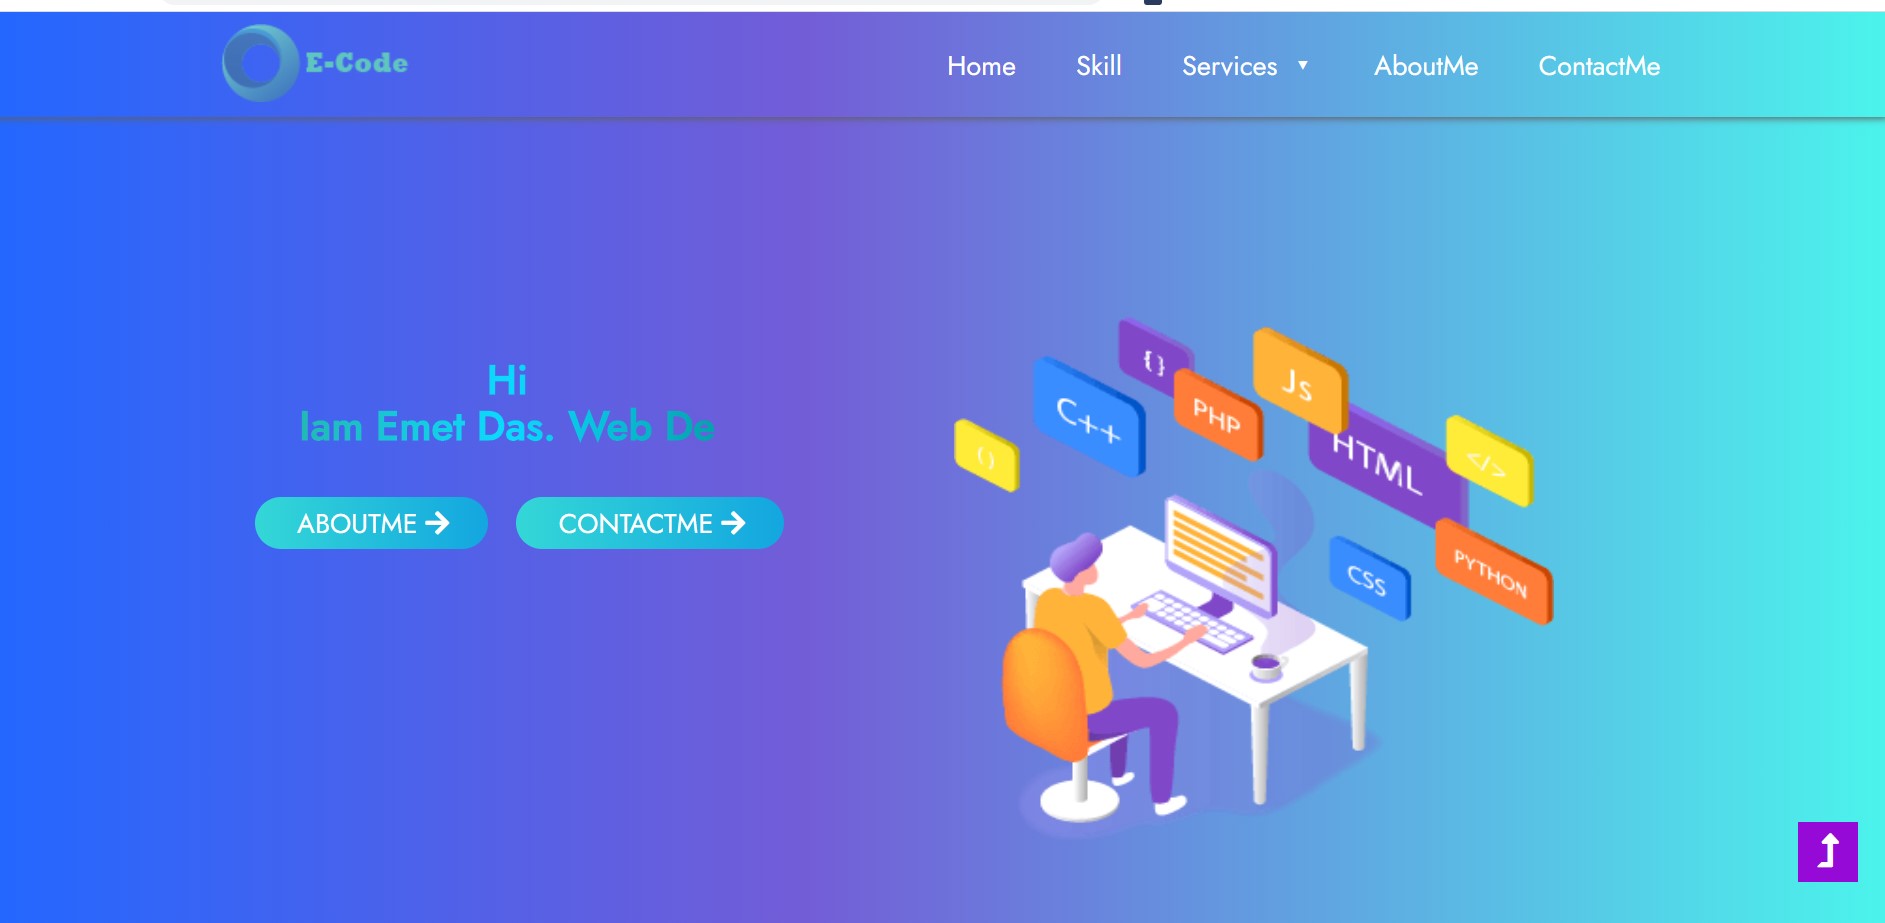 E-Code
Home Skill Services ▼ AboutMe ContactMe
Hi
Iam Emet Das. Web De
ABOUTME → CONTACTME →
{ }
Js
C++
PHP
HTML
</>
( )
CSS
PYTHON